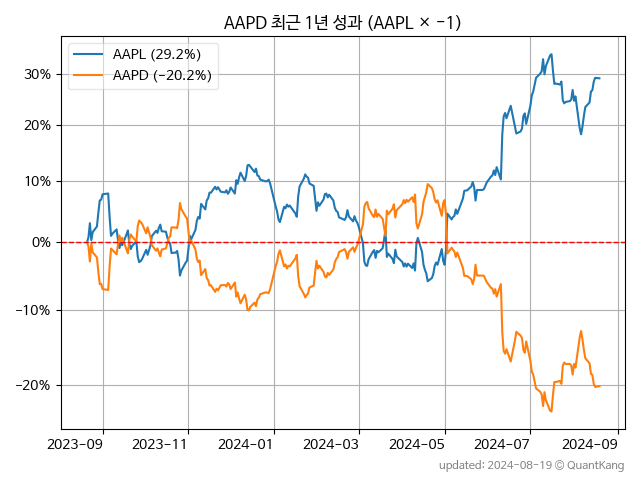 AAPD 최근 1년 성과 (AAPL × −1)
AAPL (29.2%)
AAPD (−20.2%)
30%
20%
10%
0%
−10%
−20%
2023-09 2023-11 2024-01 2024-03 2024-05 2024-07 2024-09
updated: 2024-08-19 © QuantKang